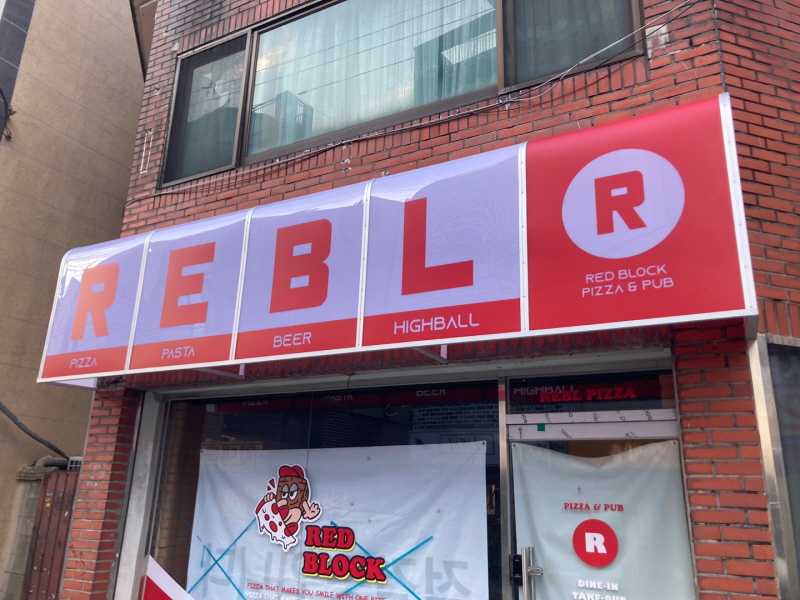 R E B L R
PIZZA PASTA BEER HIGHBALL
RED BLOCK
PIZZA & PUB
HIGHBALL
REBL PIZZA
PIZZA & PUB
R
RED
BLOCK
PIZZA THAT MAKES YOU SMILE WITH ONE BITE
DINE-IN
TAKE-OUT